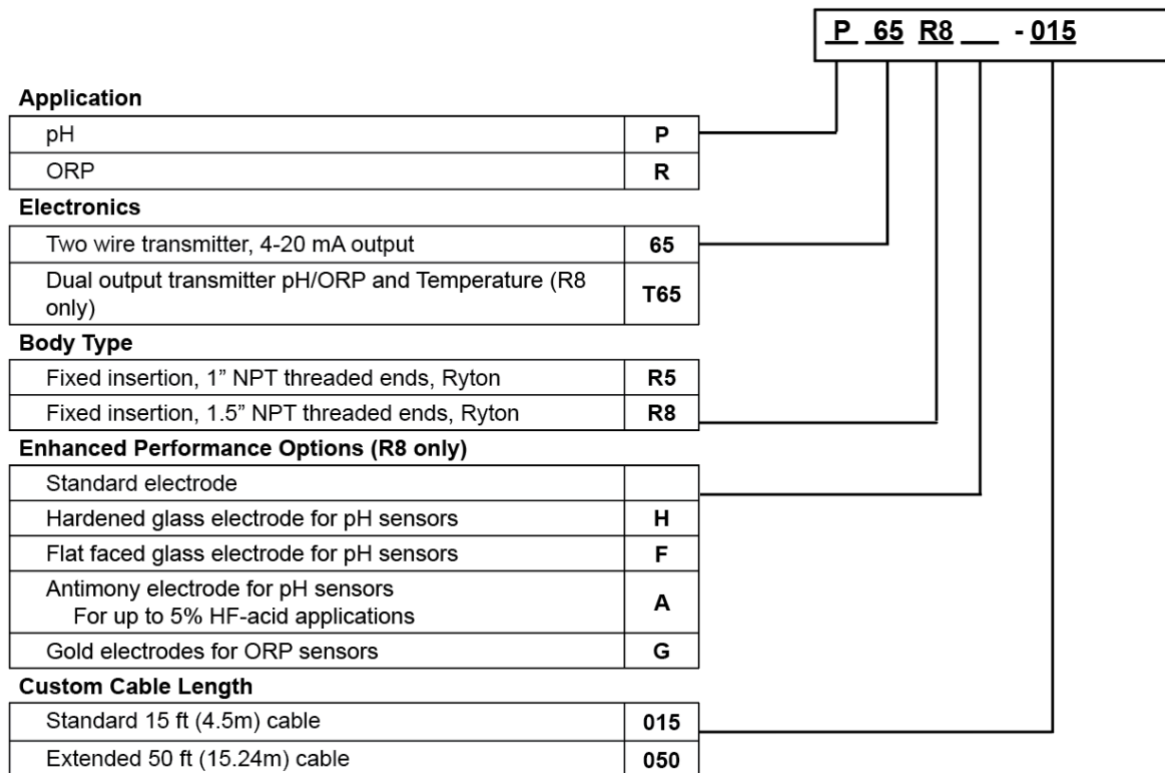 P 65 R8 __ - 015
Application
pH P
ORP R
Electronics
Two wire transmitter, 4-20 mA output 65
Dual output transmitter pH/ORP and Temperature (R8
only) T65
Body Type
Fixed insertion, 1” NPT threaded ends, Ryton R5
Fixed insertion, 1.5” NPT threaded ends, Ryton R8
Enhanced Performance Options (R8 only)
Standard electrode
Hardened glass electrode for pH sensors H
Flat faced glass electrode for pH sensors F
Antimony electrode for pH sensors
For up to 5% HF-acid applications A
Gold electrodes for ORP sensors G
Custom Cable Length
Standard 15 ft (4.5m) cable 015
Extended 50 ft (15.24m) cable 050